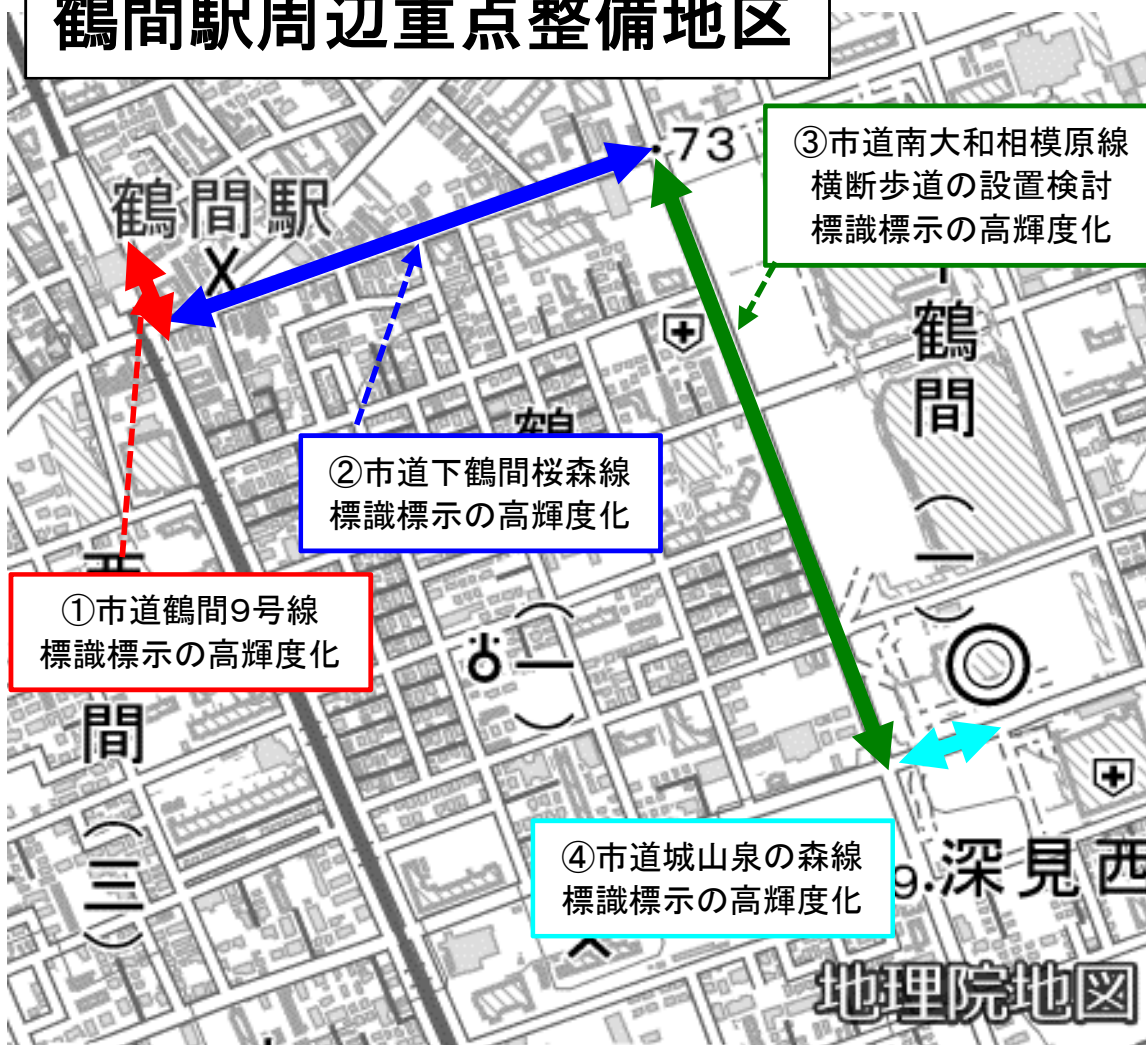 鶴間駅周辺重点整備地区
・73
③市道南大和相模原線
横断歩道の設置検討
標識標示の高輝度化
鶴間駅
鶴間(一)
鶴
②市道下鶴間桜森線
標識標示の高輝度化
①市道鶴間9号線
標識標示の高輝度化
(一)
間(三)
④市道城山泉の森線
標識標示の高輝度化
9.深見西
地理院地図